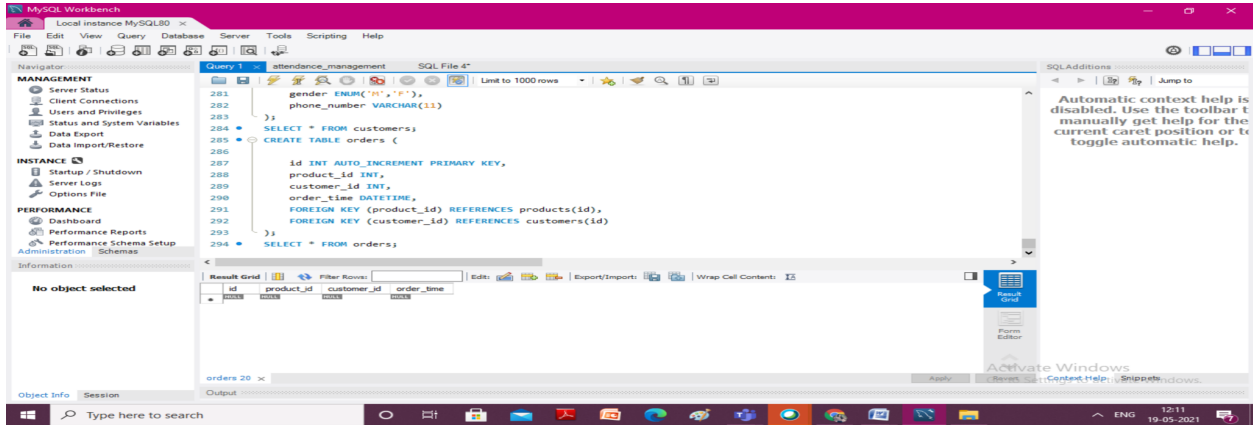 MySQL Workbench
Local instance MySQL80
File Edit View Query Database Server Tools Scripting Help
Navigator
MANAGEMENT
Server Status
Client Connections
Users and Privileges
Status and System Variables
Data Export
Data Import/Restore
INSTANCE
Startup / Shutdown
Server Logs
Options File
PERFORMANCE
Dashboard
Performance Reports
Performance Schema Setup
Administration Schemas
Information
No object selected
Object Info Session
Query 1 attendance_management SQL File 4*
Limit to 1000 rows
281 gender ENUM('M','F'),
282 phone_number VARCHAR(11)
283 );
284 SELECT * FROM customers;
285 CREATE TABLE orders (
286
287 id INT AUTO_INCREMENT PRIMARY KEY,
288 product_id INT,
289 customer_id INT,
290 order_time DATETIME,
291 FOREIGN KEY (product_id) REFERENCES products(id),
292 FOREIGN KEY (customer_id) REFERENCES customers(id)
293 );
294 SELECT * FROM orders;
Result Grid Filter Rows: Edit: Export/Import: Wrap Cell Content:
id product_id customer_id order_time
NULL NULL NULL NULL
Result Grid
Form Editor
orders 20
Apply Revert
Output
SQLAdditions
Jump to
Automatic context help is
disabled. Use the toolbar t
manually get help for the
current caret position or to
toggle automatic help.
Activate Windows
Context Help Snippets
Type here to search
ENG
12:11
19-05-2021